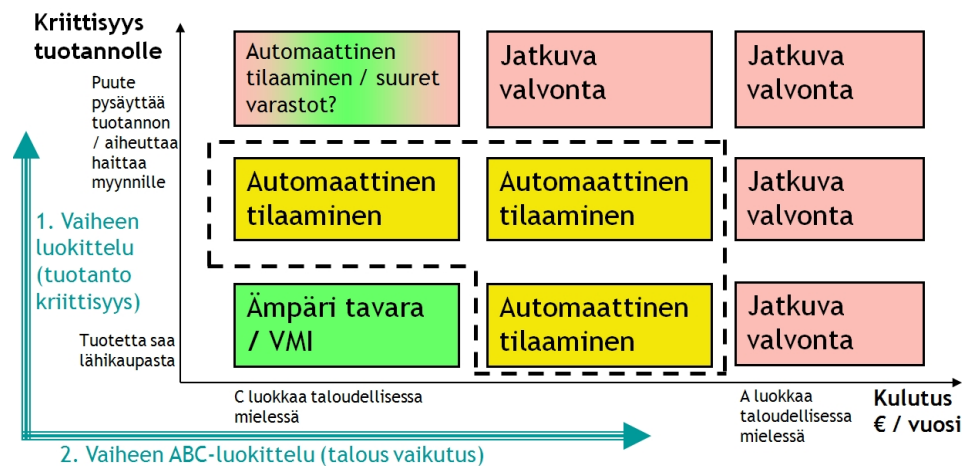 Kriittisyys
tuotannolle
Puute
pysäyttää
tuotannon
/ aiheuttaa
haittaa
myynnille
Automaattinen
tilaaminen / suuret
varastot?
Jatkuva
valvonta
Jatkuva
valvonta
Automaattinen
tilaaminen
Automaattinen
tilaaminen
Jatkuva
valvonta
1. Vaiheen
luokittelu
(tuotanto
kriittisyys)
Ämpäri tavara
/ VMI
Automaattinen
tilaaminen
Jatkuva
valvonta
Tuotetta saa
lähikaupasta
C luokkaa taloudellisessa
mielessä
A luokkaa
taloudellisessa
mielessä
Kulutus
€ / vuosi
2. Vaiheen ABC-luokittelu (talous vaikutus)